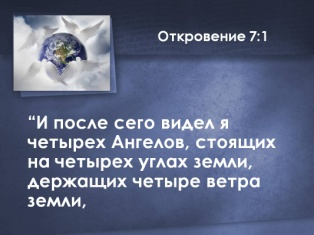 Откровение 7:1
“И после сего видел я
четырех Ангелов, стоящих
на четырех углах земли,
держащих четыре ветра
земли,